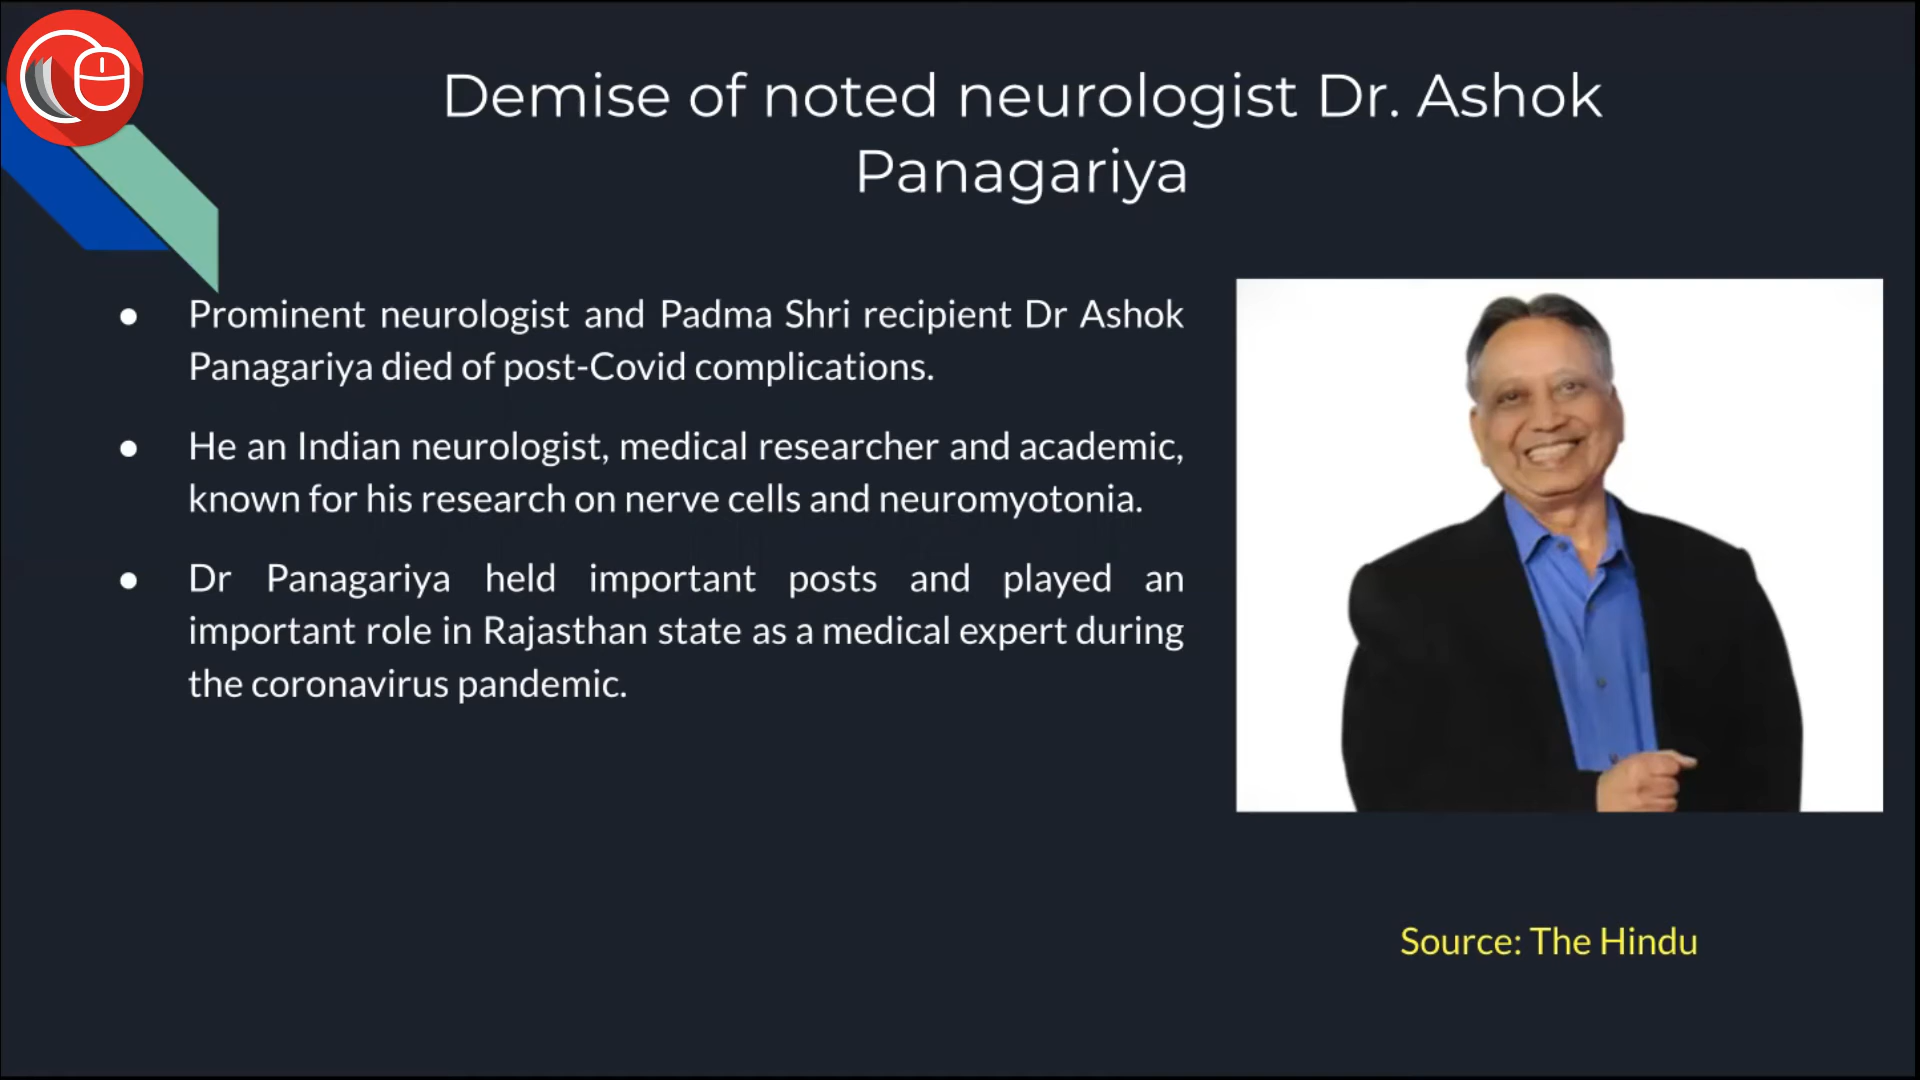 Demise of noted neurologist Dr. Ashok
Panagariya
● Prominent neurologist and Padma Shri recipient Dr Ashok
Panagariya died of post-Covid complications.
● He an Indian neurologist, medical researcher and academic,
known for his research on nerve cells and neuromyotonia.
● Dr Panagariya held important posts and played an
important role in Rajasthan state as a medical expert during
the coronavirus pandemic.
Source: The Hindu